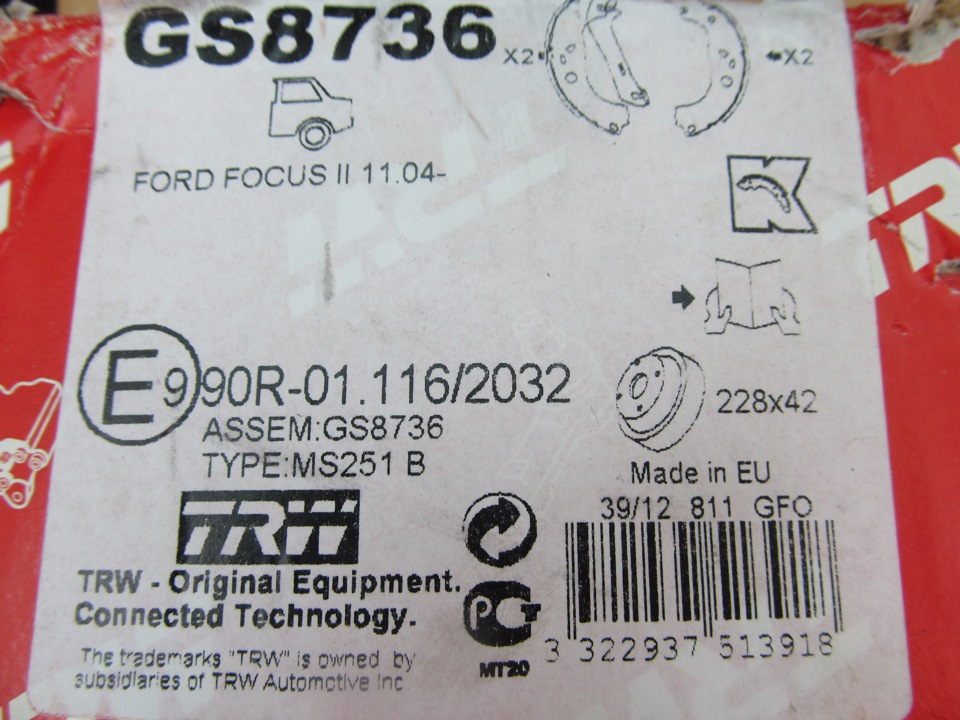 GS8736
X2
X2
FORD FOCUS II 11.04-
K
E9 90R-01.116/2032
ASSEM:GS8736
TYPE:MS251 B
228x42
Made in EU
39/12 811 GFO
TRW
TRW - Original Equipment.
Connected Technology.
The trademarks "TRW" is owned by
subsidiaries of TRW Automotive Inc
PCT
MT20
3 322937 513918
TRW